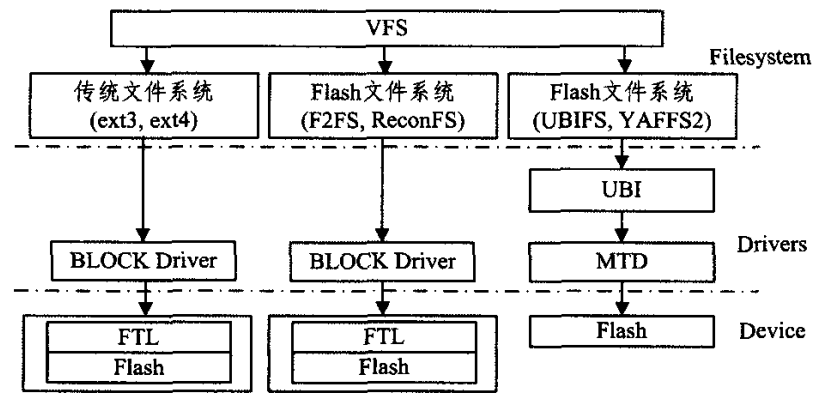 VFS
Filesystem
传统文件系统
(ext3, ext4)
Flash文件系统
(F2FS, ReconFS)
Flash文件系统
(UBIFS, YAFFS2)
UBI
Drivers
BLOCK Driver
BLOCK Driver
MTD
FTL
Flash
FTL
Flash
Flash
Device